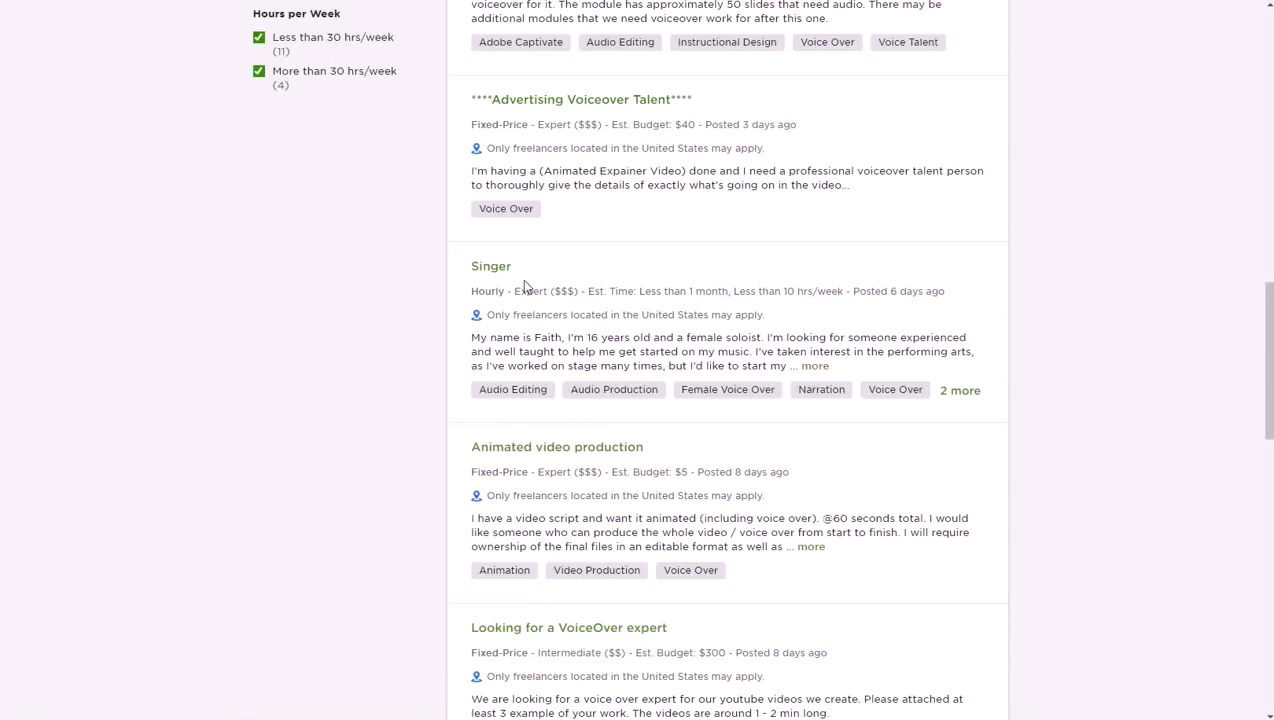 Hours per Week
Less than 30 hrs/week
(11)
More than 30 hrs/week
(4)
voiceover for it. The module has approximately 50 slides that need audio. There may be
additional modules that we need voiceover work for after this one.
Adobe Captivate Audio Editing Instructional Design Voice Over Voice Talent
****Advertising Voiceover Talent****
Fixed-Price - Expert ($$$) - Est. Budget: $40 - Posted 3 days ago
Only freelancers located in the United States may apply.
I'm having a (Animated Expainer Video) done and I need a professional voiceover talent person
to thoroughly give the details of exactly what's going on in the video...
Voice Over
Singer
Hourly - Expert ($$$) - Est. Time: Less than 1 month, Less than 10 hrs/week - Posted 6 days ago
Only freelancers located in the United States may apply.
My name is Faith, I'm 16 years old and a female soloist. I'm looking for someone experienced
and well taught to help me get started on my music. I've taken interest in the performing arts,
as I've worked on stage many times, but I'd like to start my ... more
Audio Editing Audio Production Female Voice Over Narration Voice Over 2 more
Animated video production
Fixed-Price - Expert ($$$) - Est. Budget: $5 - Posted 8 days ago
Only freelancers located in the United States may apply.
I have a video script and want it animated (including voice over). @60 seconds total. I would
like someone who can produce the whole video / voice over from start to finish. I will require
ownership of the final files in an editable format as well as ... more
Animation Video Production Voice Over
Looking for a VoiceOver expert
Fixed-Price - Intermediate ($$) - Est. Budget: $300 - Posted 8 days ago
Only freelancers located in the United States may apply.
We are looking for a voice over expert for our youtube videos we create. Please attached at
least 3 example of your work. The videos are around 1 - 2 min long.